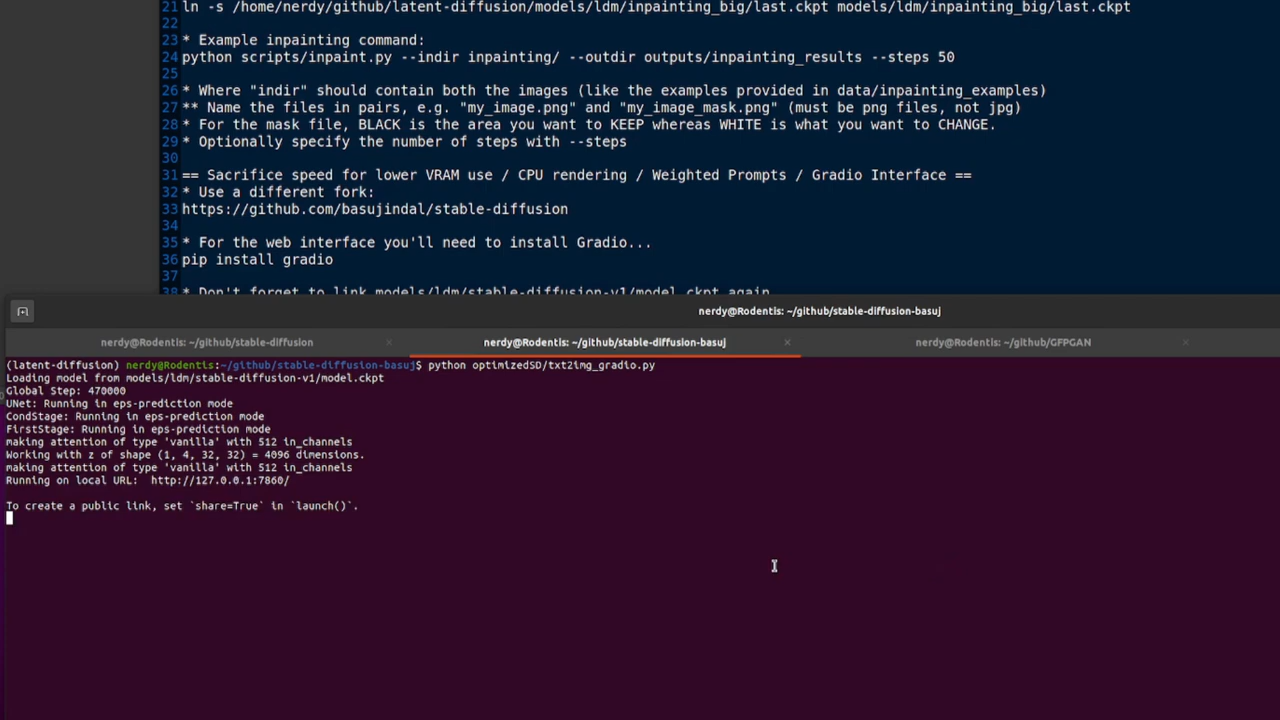 21 ln -s /home/nerdy/github/latent-diffusion/models/ldm/inpainting_big/last.ckpt models/ldm/inpainting_big/last.ckpt
22
23 * Example inpainting command:
24 python scripts/inpaint.py --indir inpainting/ --outdir outputs/inpainting_results --steps 50
25
26 * Where "indir" should contain both the images (like the examples provided in data/inpainting_examples)
27 ** Name the files in pairs, e.g. "my_image.png" and "my_image_mask.png" (must be png files, not jpg)
28 * For the mask file, BLACK is the area you want to KEEP whereas WHITE is what you want to CHANGE.
29 * Optionally specify the number of steps with --steps
30
31 == Sacrifice speed for lower VRAM use / CPU rendering / Weighted Prompts / Gradio Interface ==
32 * Use a different fork:
33 https://github.com/basujindal/stable-diffusion
34
35 * For the web interface you'll need to install Gradio...
36 pip install gradio
37
38 * Don't forget to link models/ldm/stable-diffusion-v1/model.ckpt again
nerdy@Rodentis: ~/github/stable-diffusion-basuj
nerdy@Rodentis: ~/github/stable-diffusion × nerdy@Rodentis: ~/github/stable-diffusion-basuj × nerdy@Rodentis: ~/github/GFPGAN ×
(latent-diffusion) nerdy@Rodentis:~/github/stable-diffusion-basuj$ python optimizedSD/txt2img_gradio.py
Loading model from models/ldm/stable-diffusion-v1/model.ckpt
Global Step: 470000
UNet: Running in eps-prediction mode
CondStage: Running in eps-prediction mode
FirstStage: Running in eps-prediction mode
making attention of type 'vanilla' with 512 in_channels
Working with z of shape (1, 4, 32, 32) = 4096 dimensions.
making attention of type 'vanilla' with 512 in_channels
Running on local URL:  http://127.0.0.1:7860/
To create a public link, set `share=True` in `launch()`.